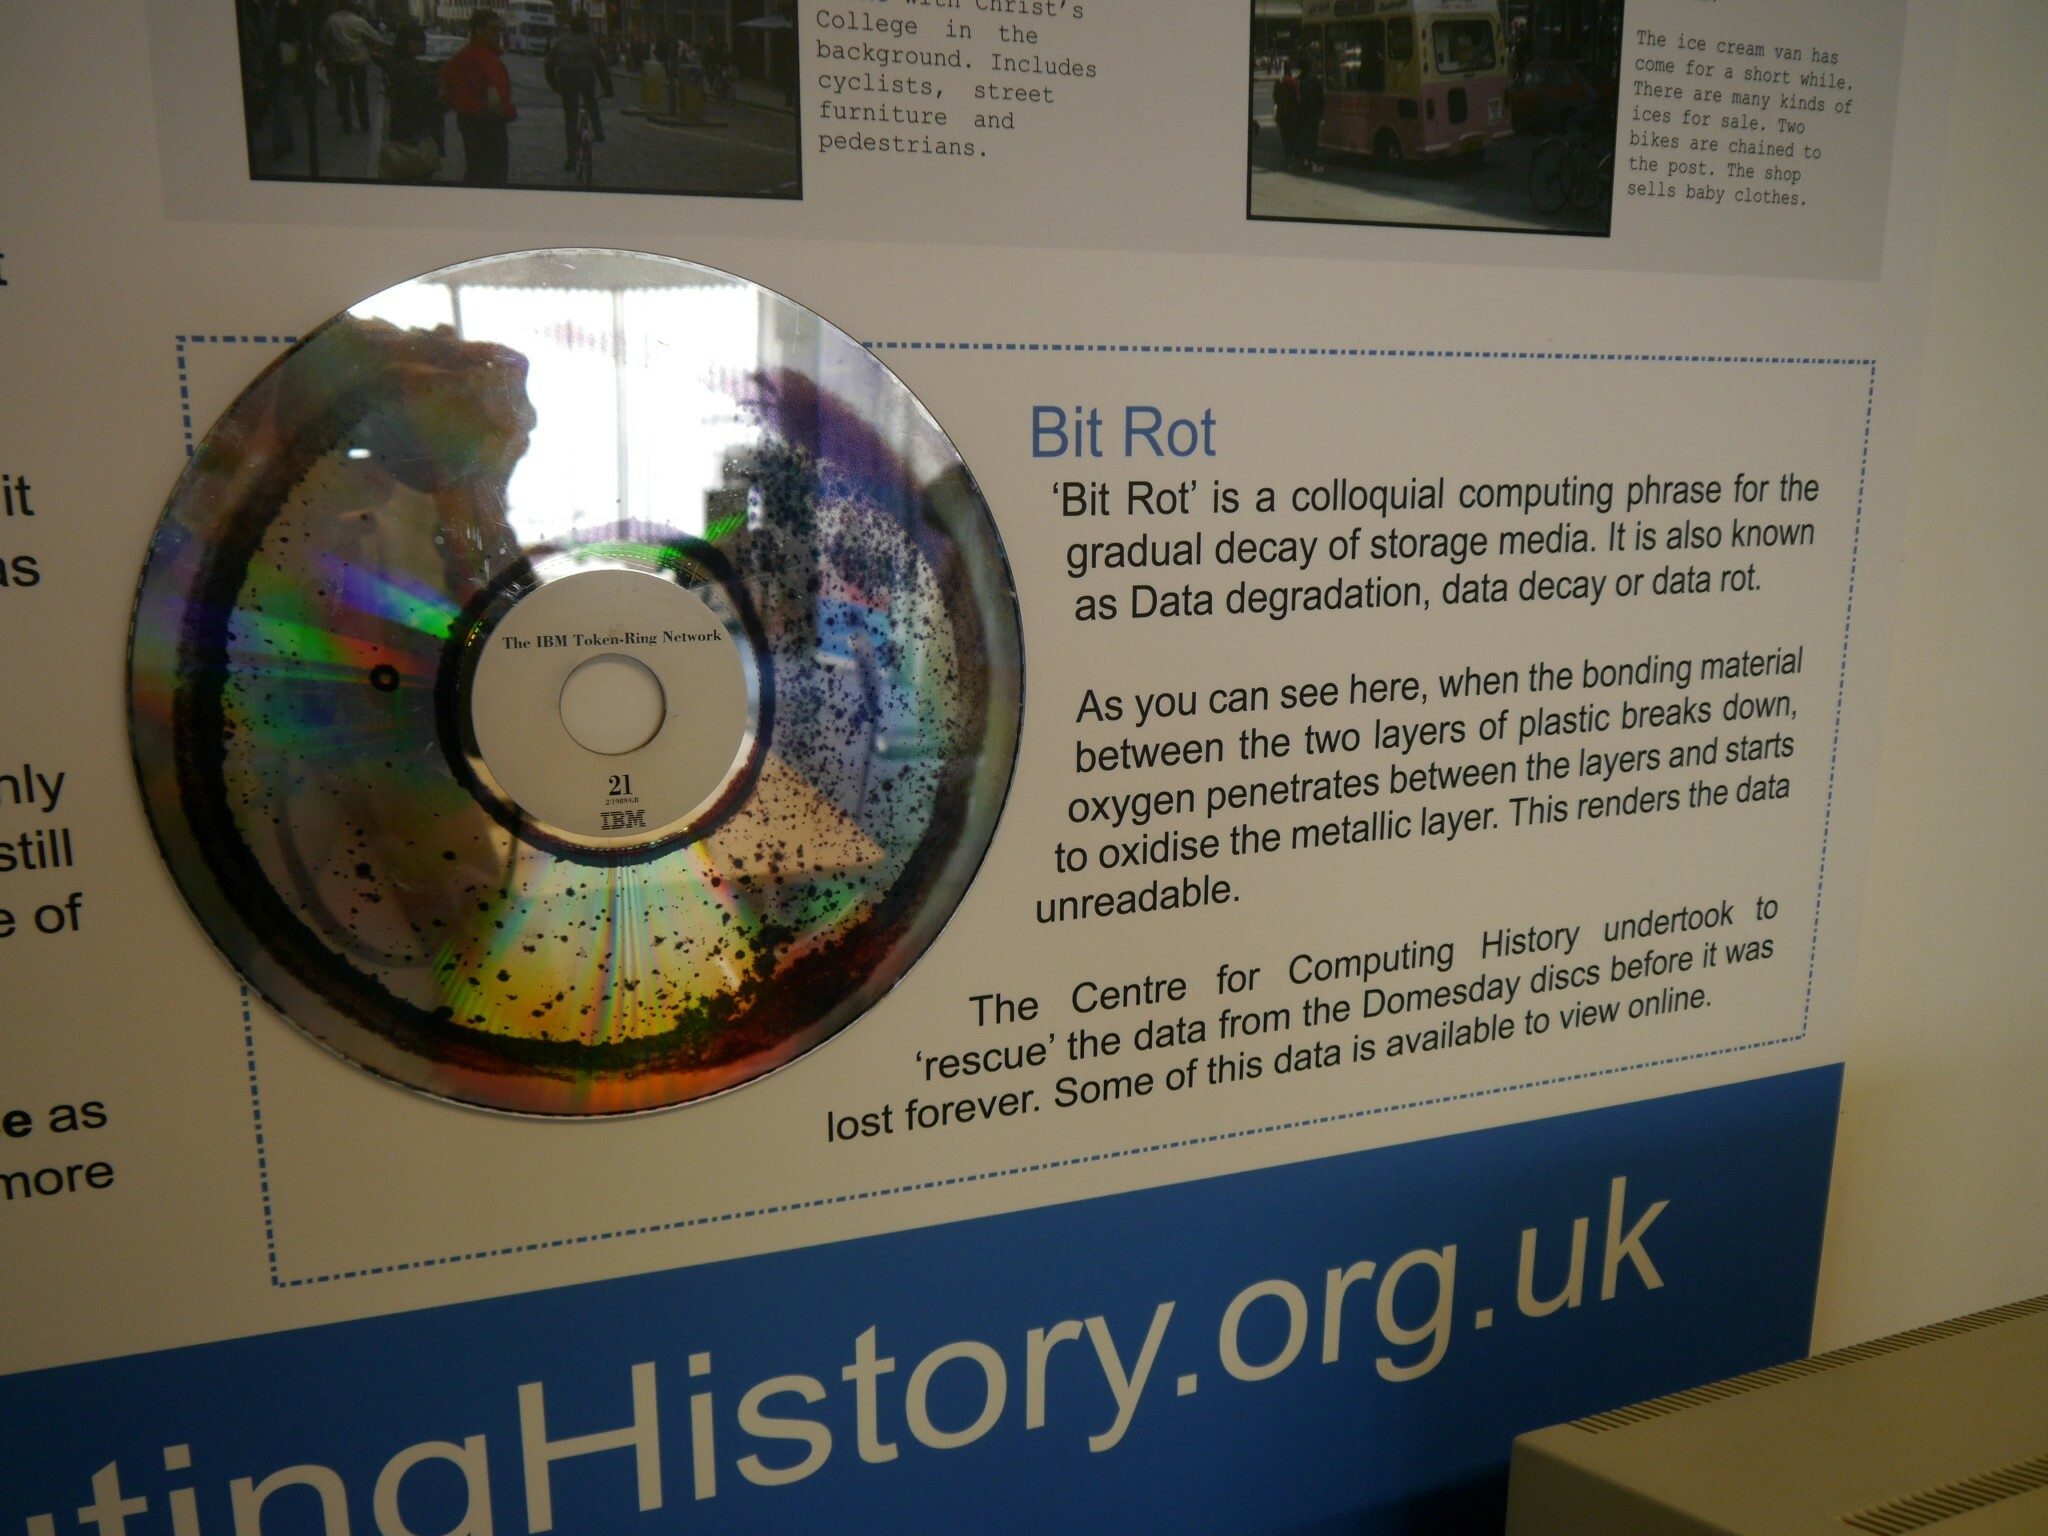 with Christ's
College in the
background. Includes
cyclists, street
furniture and
pedestrians.
The ice cream van has
come for a short while.
There are many kinds of
ices for sale. Two
bikes are chained to
the post. The shop
sells baby clothes.
it
as
still
of
e as
more
The IBM Token-Ring Network
21
2/1989/GB
IBM
Bit Rot
'Bit Rot' is a colloquial computing phrase for the
gradual decay of storage media. It is also known
as Data degradation, data decay or data rot.
As you can see here, when the bonding material
between the two layers of plastic breaks down,
oxygen penetrates between the layers and starts
to oxidise the metallic layer. This renders the data
unreadable.
The Centre for Computing History undertook to
'rescue' the data from the Domesday discs before it was
lost forever. Some of this data is available to view online.
utingHistory.org.uk